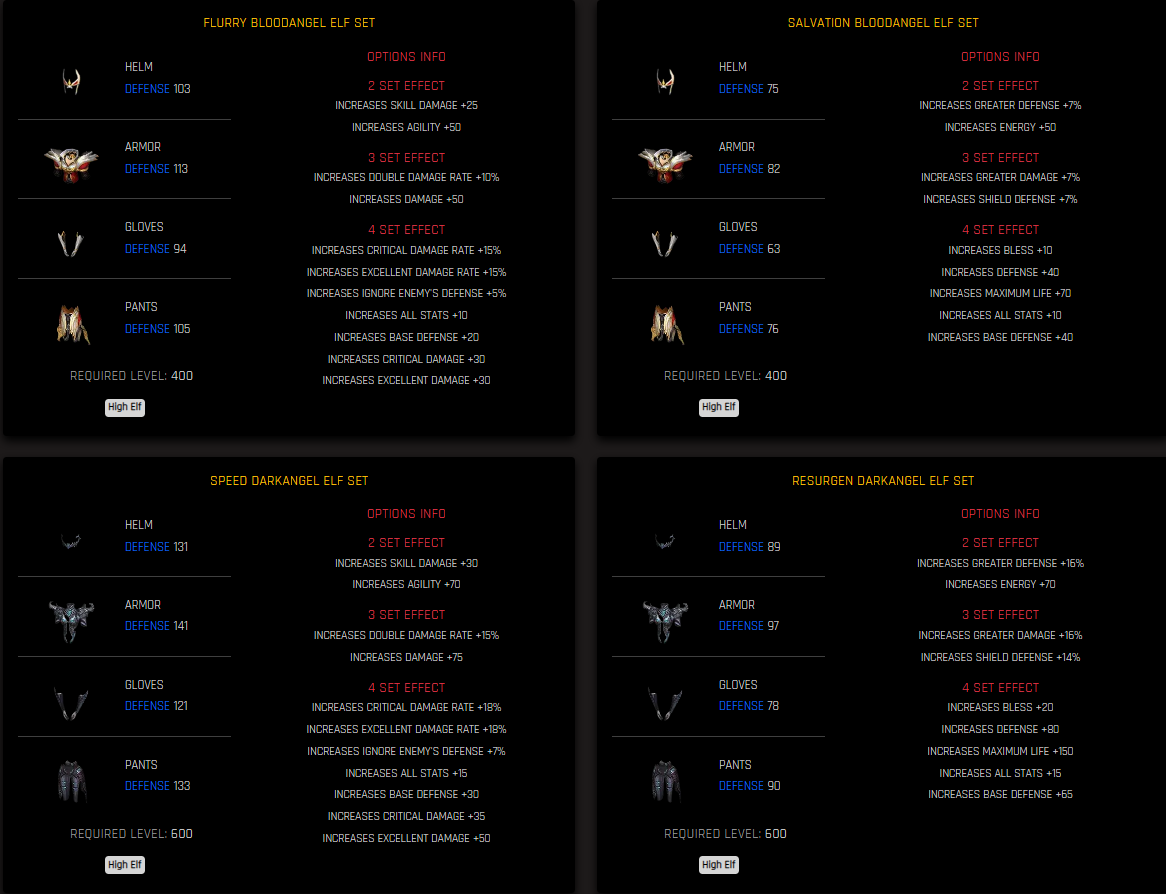 FLURRY BLOODANGEL ELF SET
HELM
DEFENSE 103
ARMOR
DEFENSE 113
GLOVES
DEFENSE 94
PANTS
DEFENSE 105
REQUIRED LEVEL: 400
High Elf
OPTIONS INFO
2 SET EFFECT
INCREASES SKILL DAMAGE +25
INCREASES AGILITY +50
3 SET EFFECT
INCREASES DOUBLE DAMAGE RATE +10%
INCREASES DAMAGE +50
4 SET EFFECT
INCREASES CRITICAL DAMAGE RATE +15%
INCREASES EXCELLENT DAMAGE RATE +15%
INCREASES IGNORE ENEMY'S DEFENSE +5%
INCREASES ALL STATS +10
INCREASES BASE DEFENSE +20
INCREASES CRITICAL DAMAGE +30
INCREASES EXCELLENT DAMAGE +30
SALVATION BLOODANGEL ELF SET
HELM
DEFENSE 75
ARMOR
DEFENSE 82
GLOVES
DEFENSE 63
PANTS
DEFENSE 76
REQUIRED LEVEL: 400
High Elf
OPTIONS INFO
2 SET EFFECT
INCREASES GREATER DEFENSE +7%
INCREASES ENERGY +50
3 SET EFFECT
INCREASES GREATER DAMAGE +7%
INCREASES SHIELD DEFENSE +7%
4 SET EFFECT
INCREASES BLESS +10
INCREASES DEFENSE +40
INCREASES MAXIMUM LIFE +70
INCREASES ALL STATS +10
INCREASES BASE DEFENSE +40
SPEED DARKANGEL ELF SET
HELM
DEFENSE 131
ARMOR
DEFENSE 141
GLOVES
DEFENSE 121
PANTS
DEFENSE 133
REQUIRED LEVEL: 600
High Elf
OPTIONS INFO
2 SET EFFECT
INCREASES SKILL DAMAGE +30
INCREASES AGILITY +70
3 SET EFFECT
INCREASES DOUBLE DAMAGE RATE +15%
INCREASES DAMAGE +75
4 SET EFFECT
INCREASES CRITICAL DAMAGE RATE +18%
INCREASES EXCELLENT DAMAGE RATE +18%
INCREASES IGNORE ENEMY'S DEFENSE +7%
INCREASES ALL STATS +15
INCREASES BASE DEFENSE +30
INCREASES CRITICAL DAMAGE +35
INCREASES EXCELLENT DAMAGE +50
RESURGEN DARKANGEL ELF SET
HELM
DEFENSE 89
ARMOR
DEFENSE 97
GLOVES
DEFENSE 78
PANTS
DEFENSE 90
REQUIRED LEVEL: 600
High Elf
OPTIONS INFO
2 SET EFFECT
INCREASES GREATER DEFENSE +16%
INCREASES ENERGY +70
3 SET EFFECT
INCREASES GREATER DAMAGE +16%
INCREASES SHIELD DEFENSE +14%
4 SET EFFECT
INCREASES BLESS +20
INCREASES DEFENSE +80
INCREASES MAXIMUM LIFE +150
INCREASES ALL STATS +15
INCREASES BASE DEFENSE +65